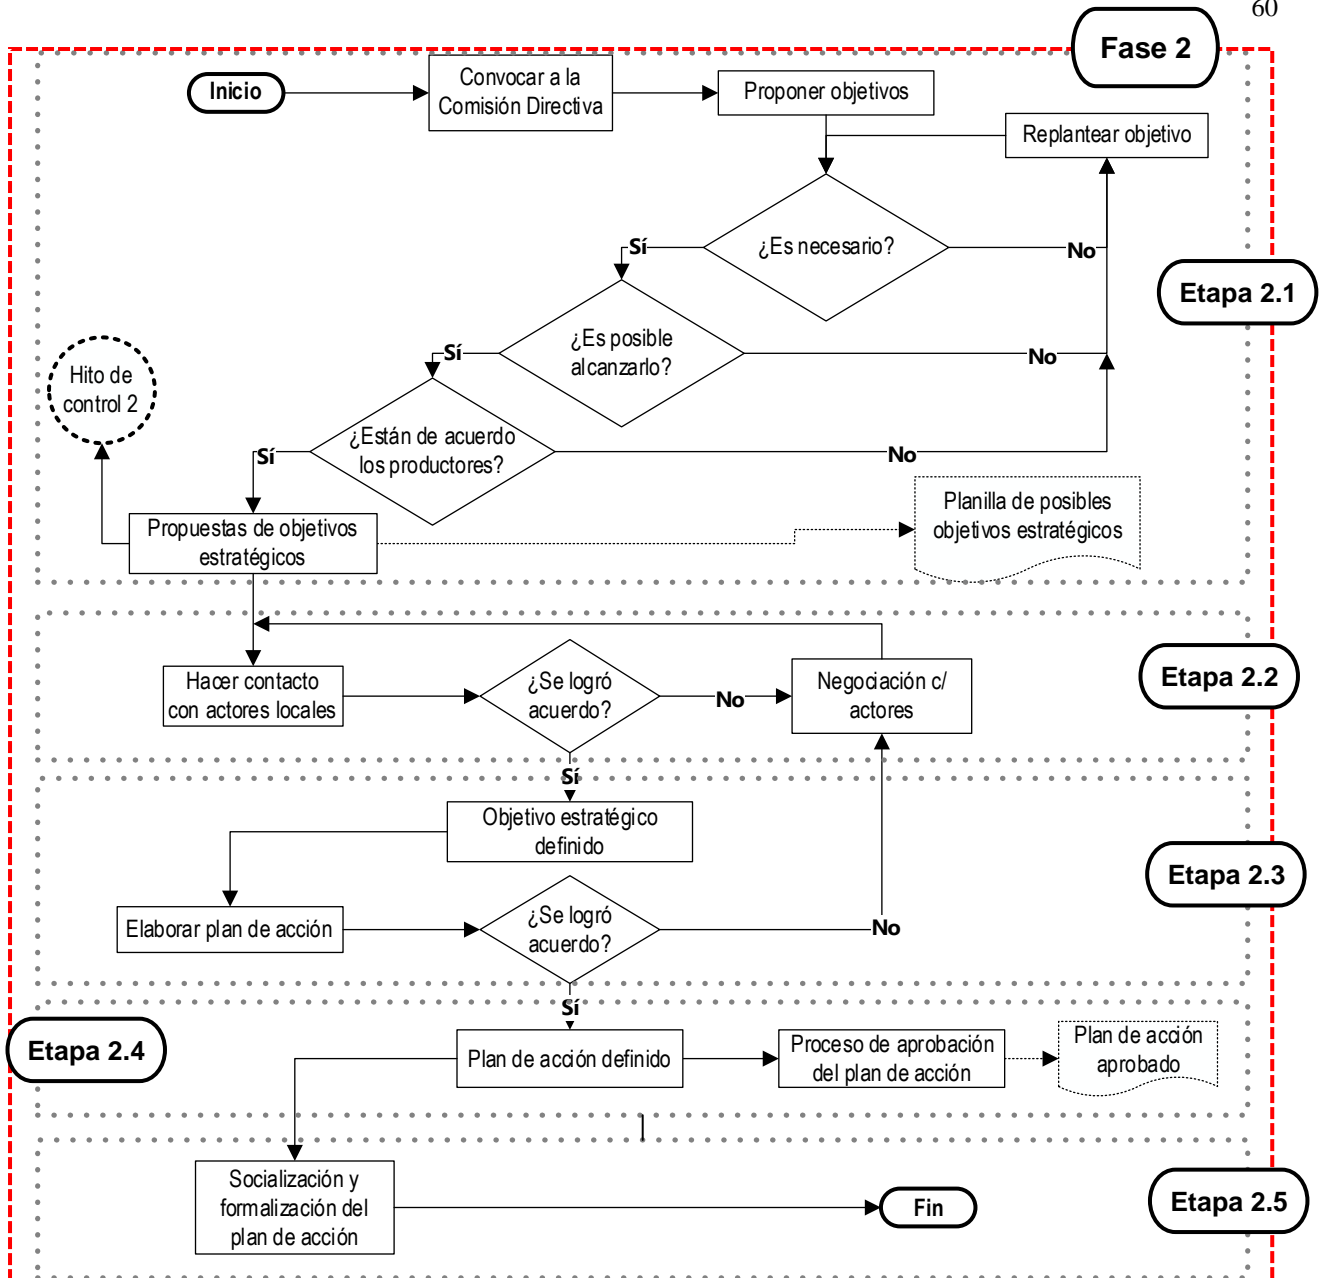 60
Fase 2
Inicio
Convocar a la
Comisión Directiva
Proponer objetivos
Replantear objetivo
¿Es necesario?
Sí
No
Etapa 2.1
¿Es posible
alcanzarlo?
Sí
No
Hito de
control 2
¿Están de acuerdo
los productores?
Sí
No
Propuestas de objetivos
estratégicos
Planilla de posibles
objetivos estratégicos
Hacer contacto
con actores locales
¿Se logró
acuerdo?
No
Negociación c/
actores
Etapa 2.2
Sí
Objetivo estratégico
definido
Etapa 2.3
Elaborar plan de acción
¿Se logró
acuerdo?
No
Sí
Etapa 2.4
Plan de acción definido
Proceso de aprobación
del plan de acción
Plan de acción
aprobado
Socialización y
formalización del
plan de acción
Fin
Etapa 2.5